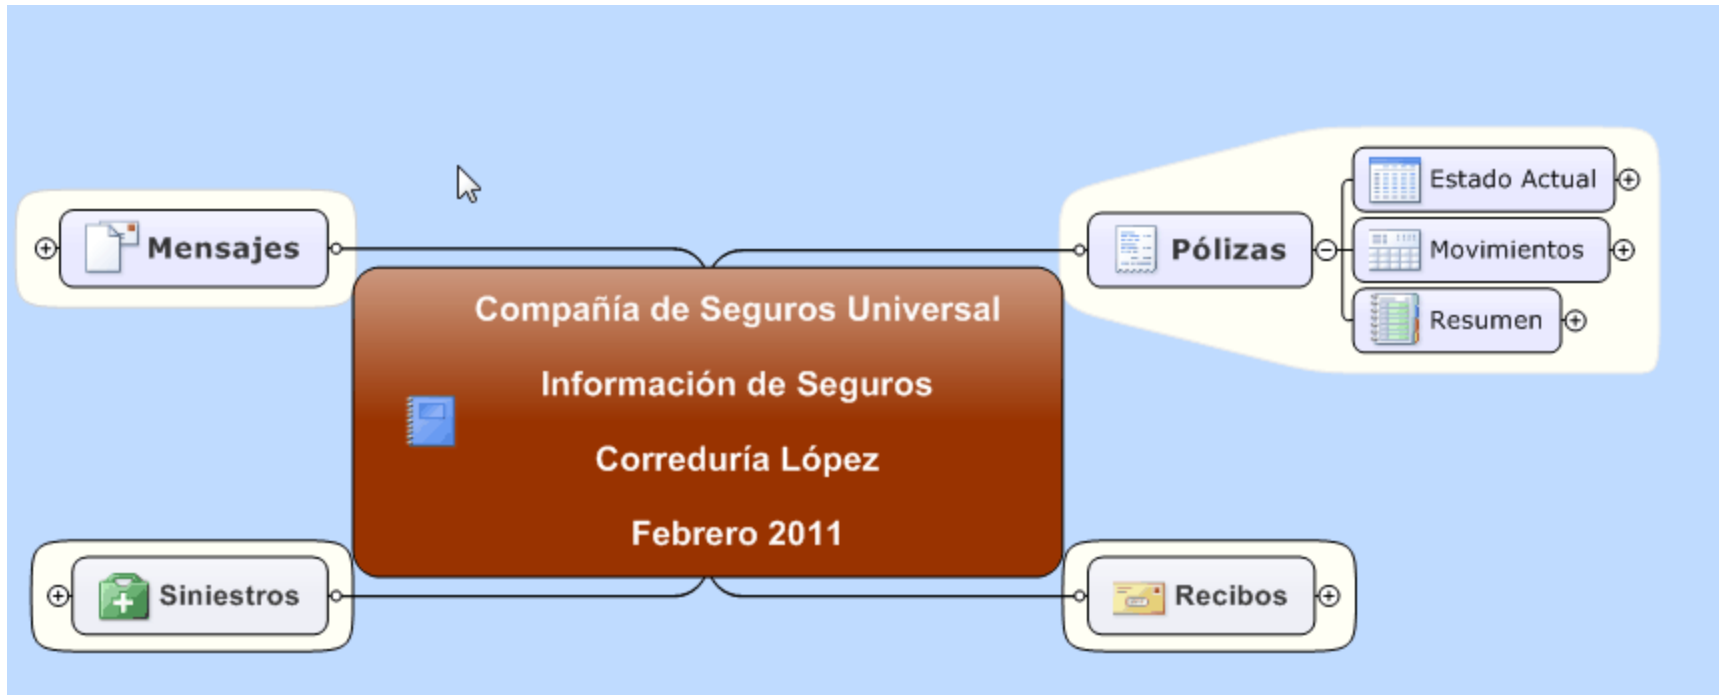 Mensajes
Compañía de Seguros Universal
Información de Seguros
Correduría López
Febrero 2011
Siniestros
Pólizas
Estado Actual
Movimientos
Resumen
Recibos